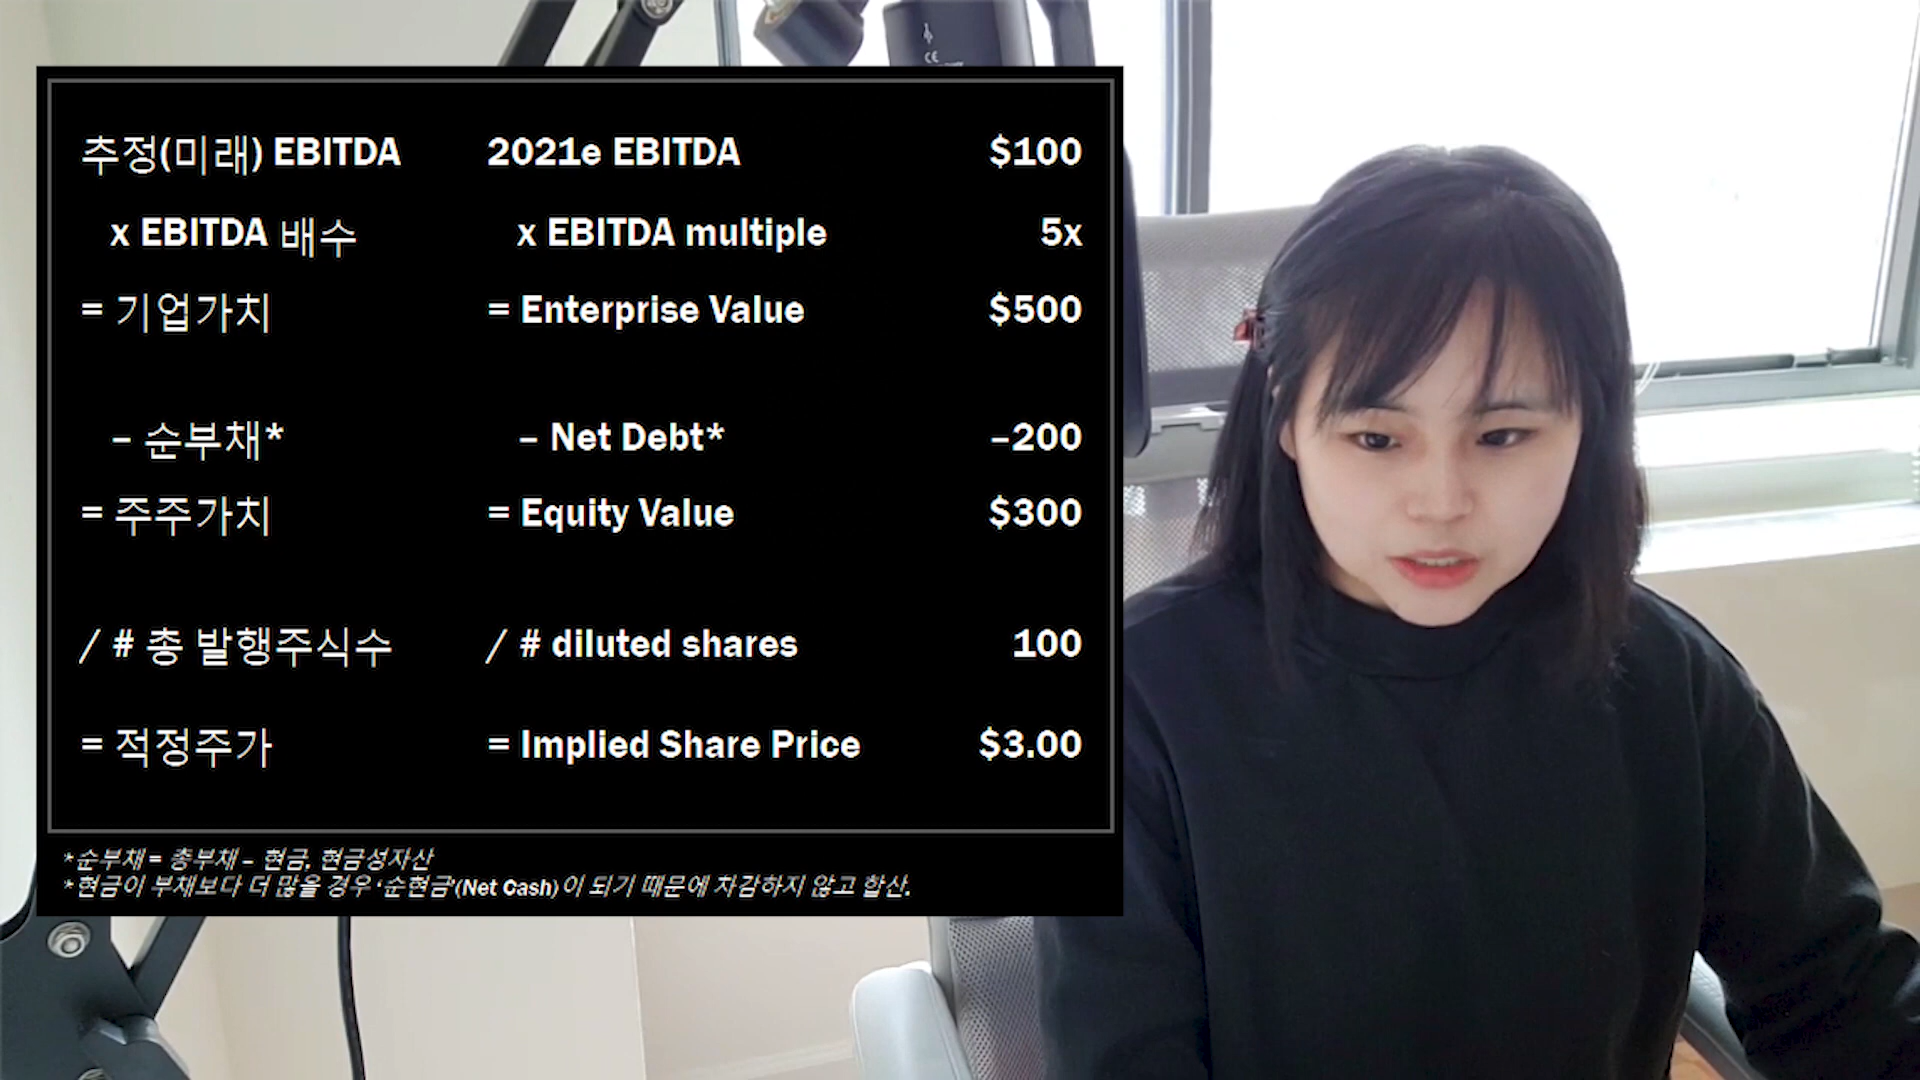 CE
추정(미래) EBITDA 2021e EBITDA $100
x EBITDA 배수 x EBITDA multiple 5x
= 기업가치 = Enterprise Value $500
– 순부채* – Net Debt* –200
= 주주가치 = Equity Value $300
/ # 총 발행주식수 / # diluted shares 100
= 적정주가 = Implied Share Price $3.00
*순부채 = 총부채 – 현금, 현금성자산
*현금이 부채보다 더 많을 경우 ‘순현금’(Net Cash)이 되기 때문에 차감하지 않고 합산.